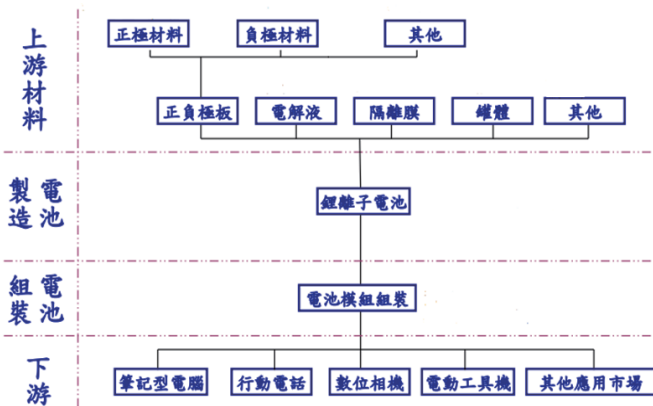 上游材料
正極材料 負極材料 其他
正負極板 電解液 隔離膜 罐體 其他
電池製造
鋰離子電池
電池組裝
電池模組組裝
下游
筆記型電腦 行動電話 數位相機 電動工具機 其他應用市場